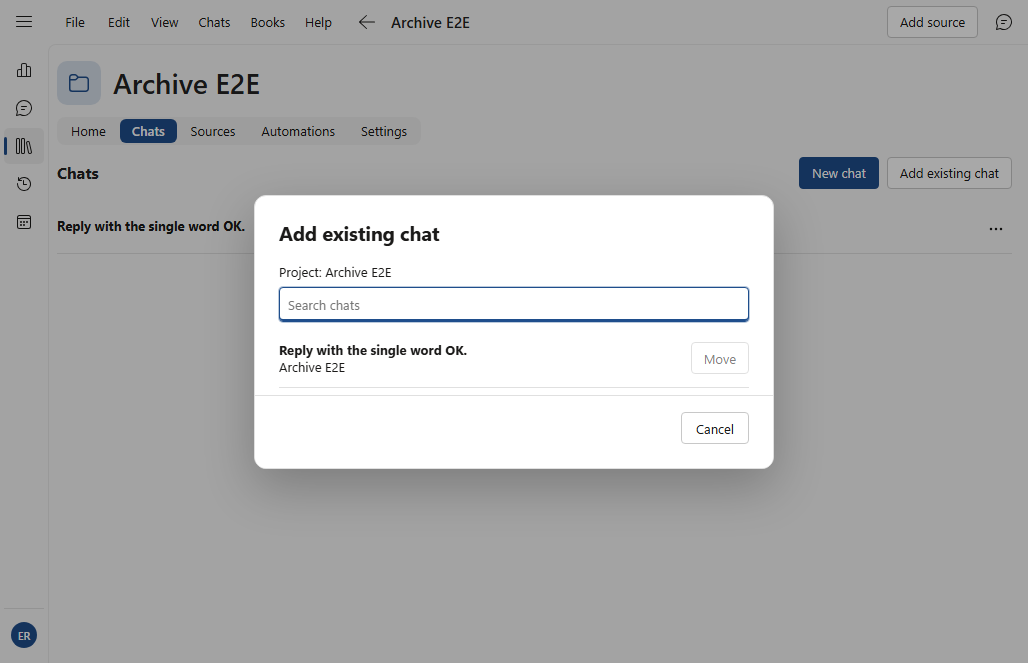 File Edit View Chats Books Help Archive E2E Add source
Archive E2E
Home Chats Sources Automations Settings
Chats New chat Add existing chat
Reply with the single word OK.
Add existing chat
Project: Archive E2E
Search chats
Reply with the single word OK.
Archive E2E
Move
Cancel
ER